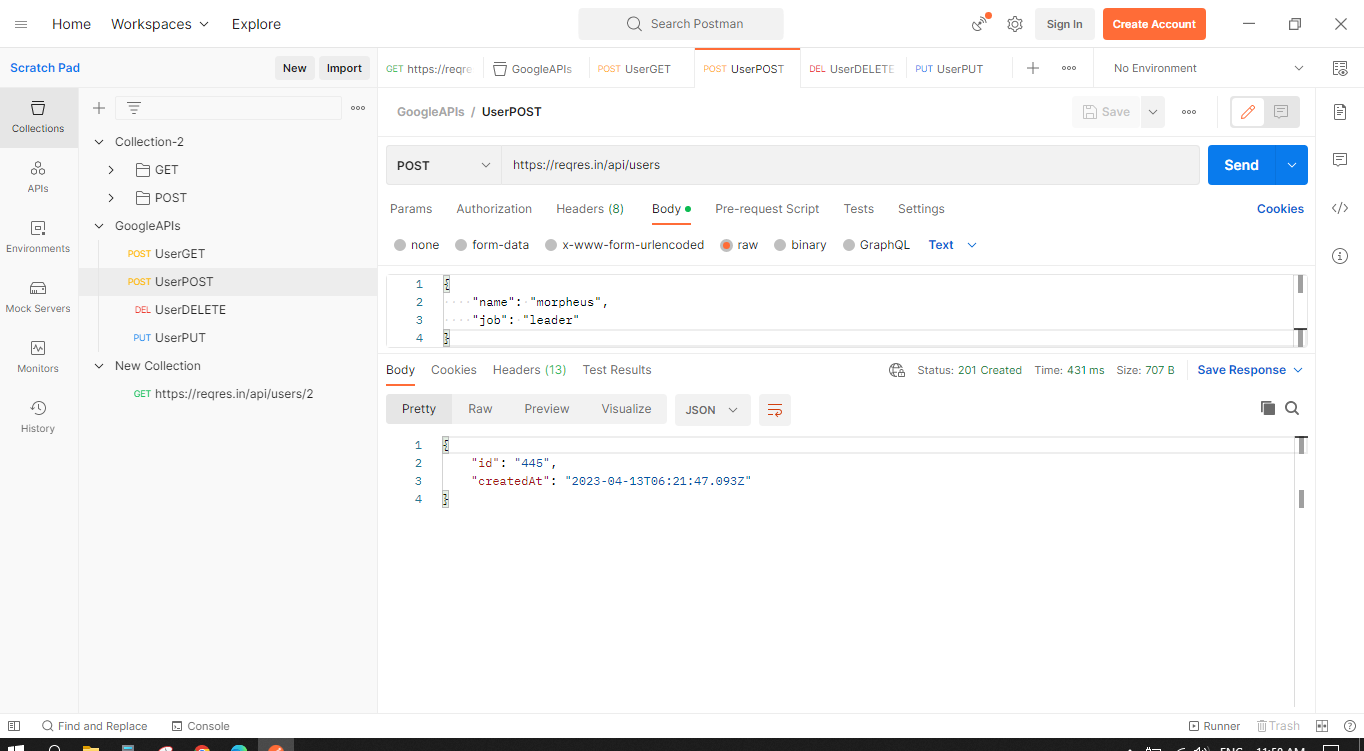 Home Workspaces Explore Search Postman Sign In Create Account
Scratch Pad New Import GET https://reqre GoogleAPIs POST UserGET POST UserPOST DEL UserDELETE PUT UserPUT No Environment
Collections
APIs
Environments
Mock Servers
Monitors
History
Collection-2
GET
POST
GoogleAPIs
POST UserGET
POST UserPOST
DEL UserDELETE
PUT UserPUT
New Collection
GET https://reqres.in/api/users/2
GoogleAPIs / UserPOST Save
POST https://reqres.in/api/users Send
Params Authorization Headers (8) Body Pre-request Script Tests Settings Cookies
none form-data x-www-form-urlencoded raw binary GraphQL Text
1 {
2 "name": "morpheus",
3 "job": "leader"
4 }
Body Cookies Headers (13) Test Results Status: 201 Created Time: 431 ms Size: 707 B Save Response
Pretty Raw Preview Visualize JSON
1 {
2 "id": "445",
3 "createdAt": "2023-04-13T06:21:47.093Z"
4 }
Find and Replace Console Runner Trash
ENG 11:50 AM